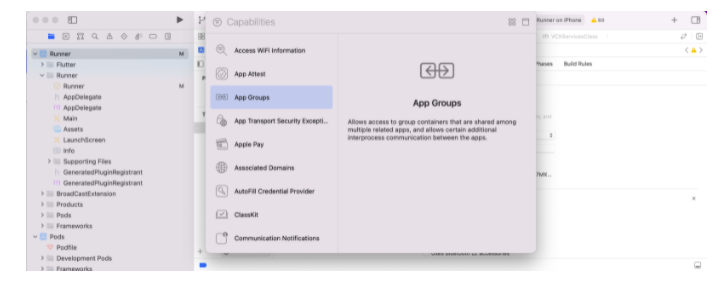 Capabilities
Runner on iPhone
60
Runner
M
Flutter
Runner
Runner
M
AppDelegate
AppDelegate
Main
Assets
LaunchScreen
Info
Supporting Files
GeneratedPluginRegistrant
GeneratedPluginRegistrant
BroadCastExtension
Products
Pods
Frameworks
Pods
Podfile
Development Pods
Frameworks
Access WiFi Information
App Attest
App Groups
App Transport Security Excepti...
Apple Pay
Associated Domains
AutoFill Credential Provider
ClassKit
Communication Notifications
App Groups
Allows access to group containers that are shared among
multiple related apps, and allows certain additional
interprocess communication between the apps.
Phases
Build Rules